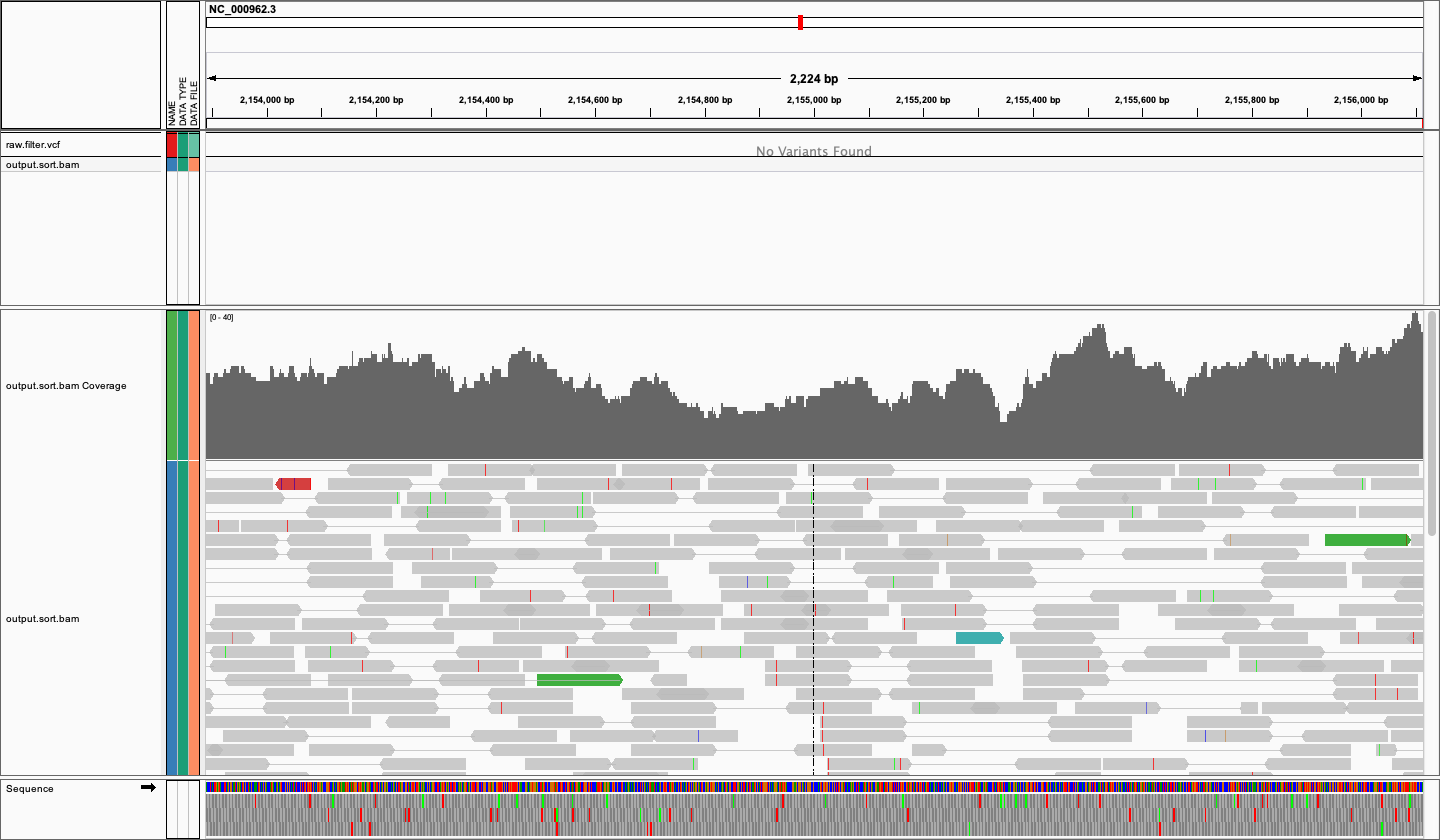 NC_000962.3
NAME
DATA TYPE
DATA FILE
2,224 bp
2,154,000 bp 2,154,200 bp 2,154,400 bp 2,154,600 bp 2,154,800 bp 2,155,000 bp 2,155,200 bp 2,155,400 bp 2,155,600 bp 2,155,800 bp 2,156,000 bp
raw.filter.vcf
No Variants Found
output.sort.bam
[0 - 40]
output.sort.bam Coverage
output.sort.bam
Sequence